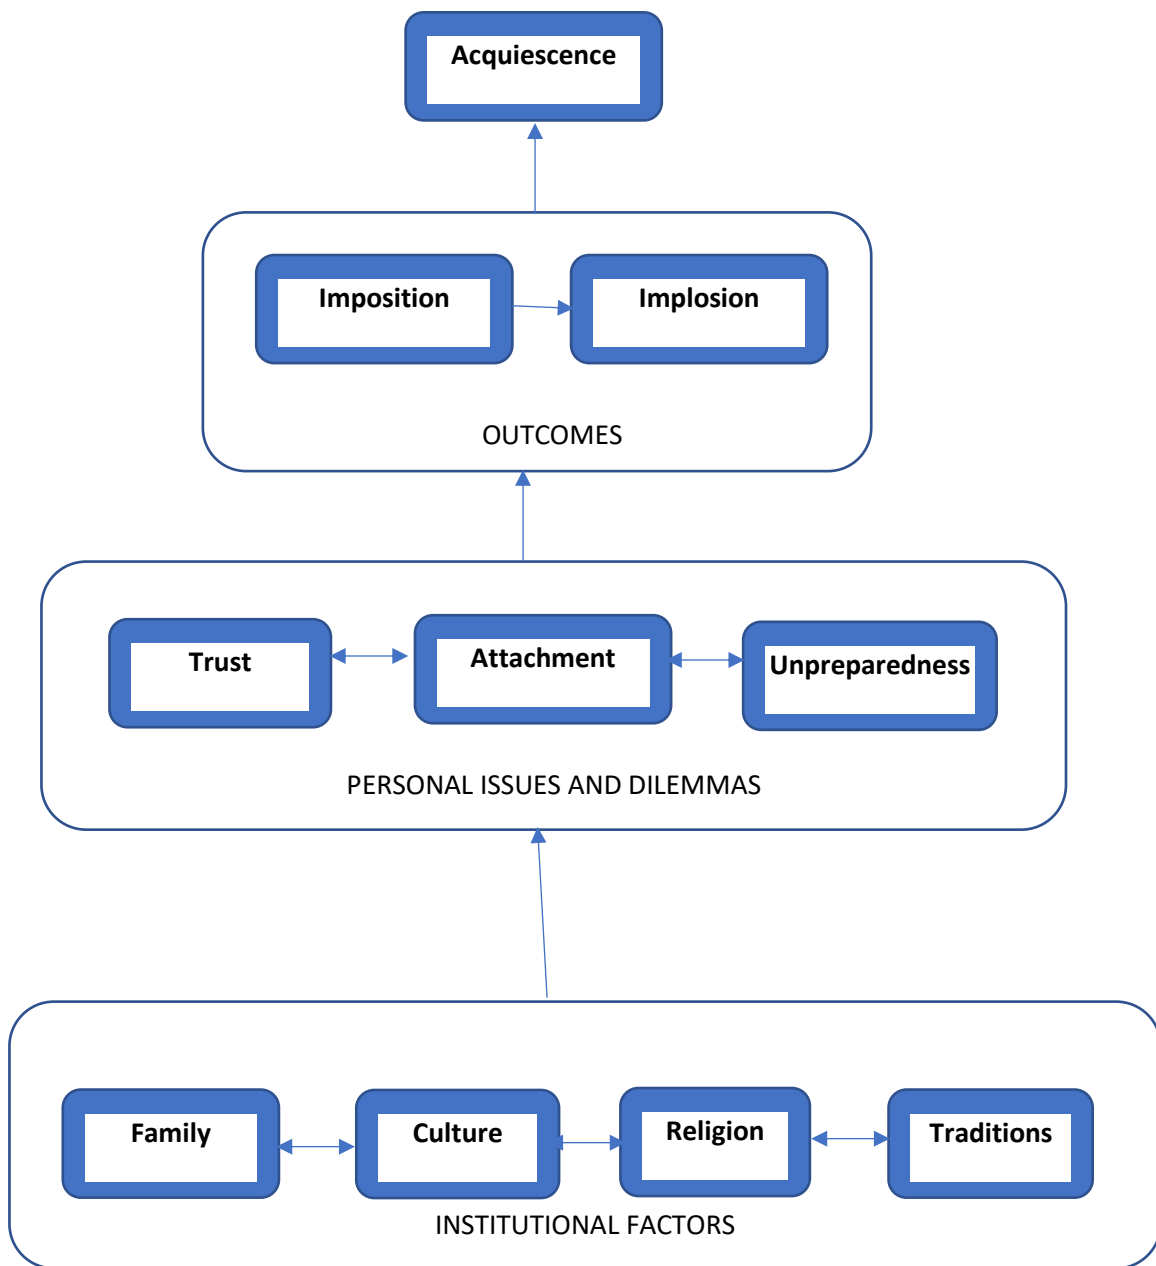 Acquiescence
Imposition
Implosion
OUTCOMES
Trust
Attachment
Unpreparedness
PERSONAL ISSUES AND DILEMMAS
Family
Culture
Religion
Traditions
INSTITUTIONAL FACTORS